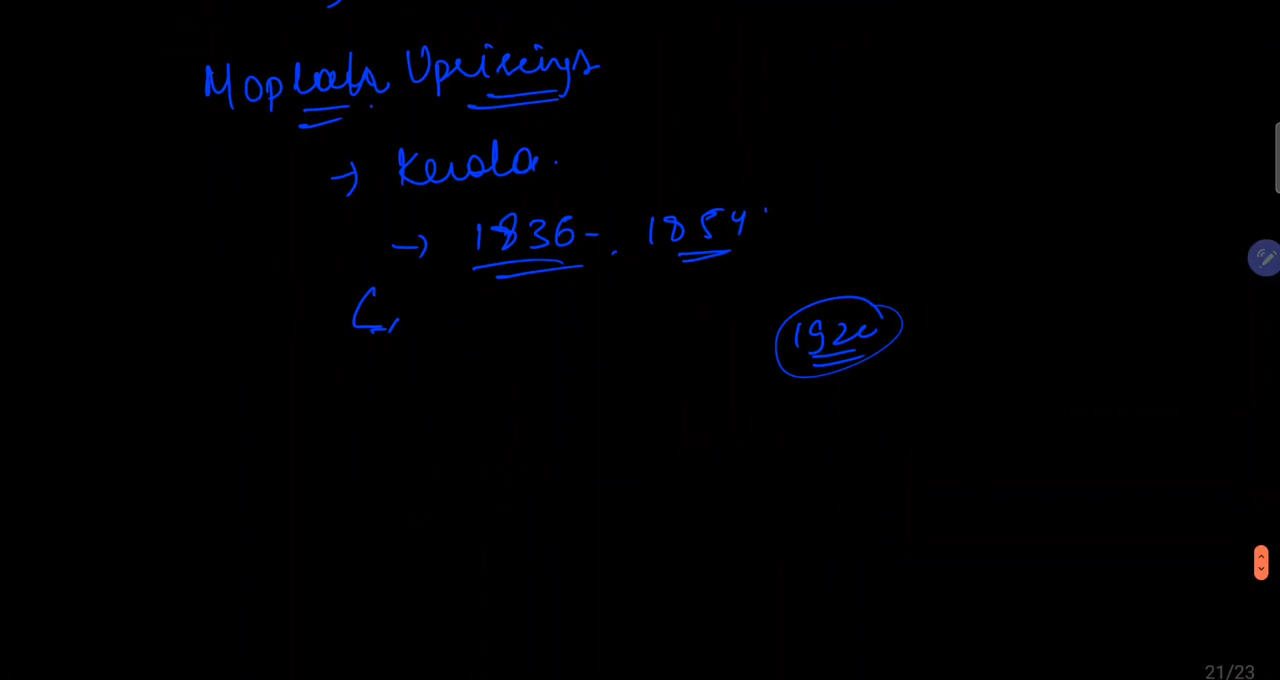 Moplah Uprisings
→ Kerala.
→ 1836 - 1854
1920
21/23